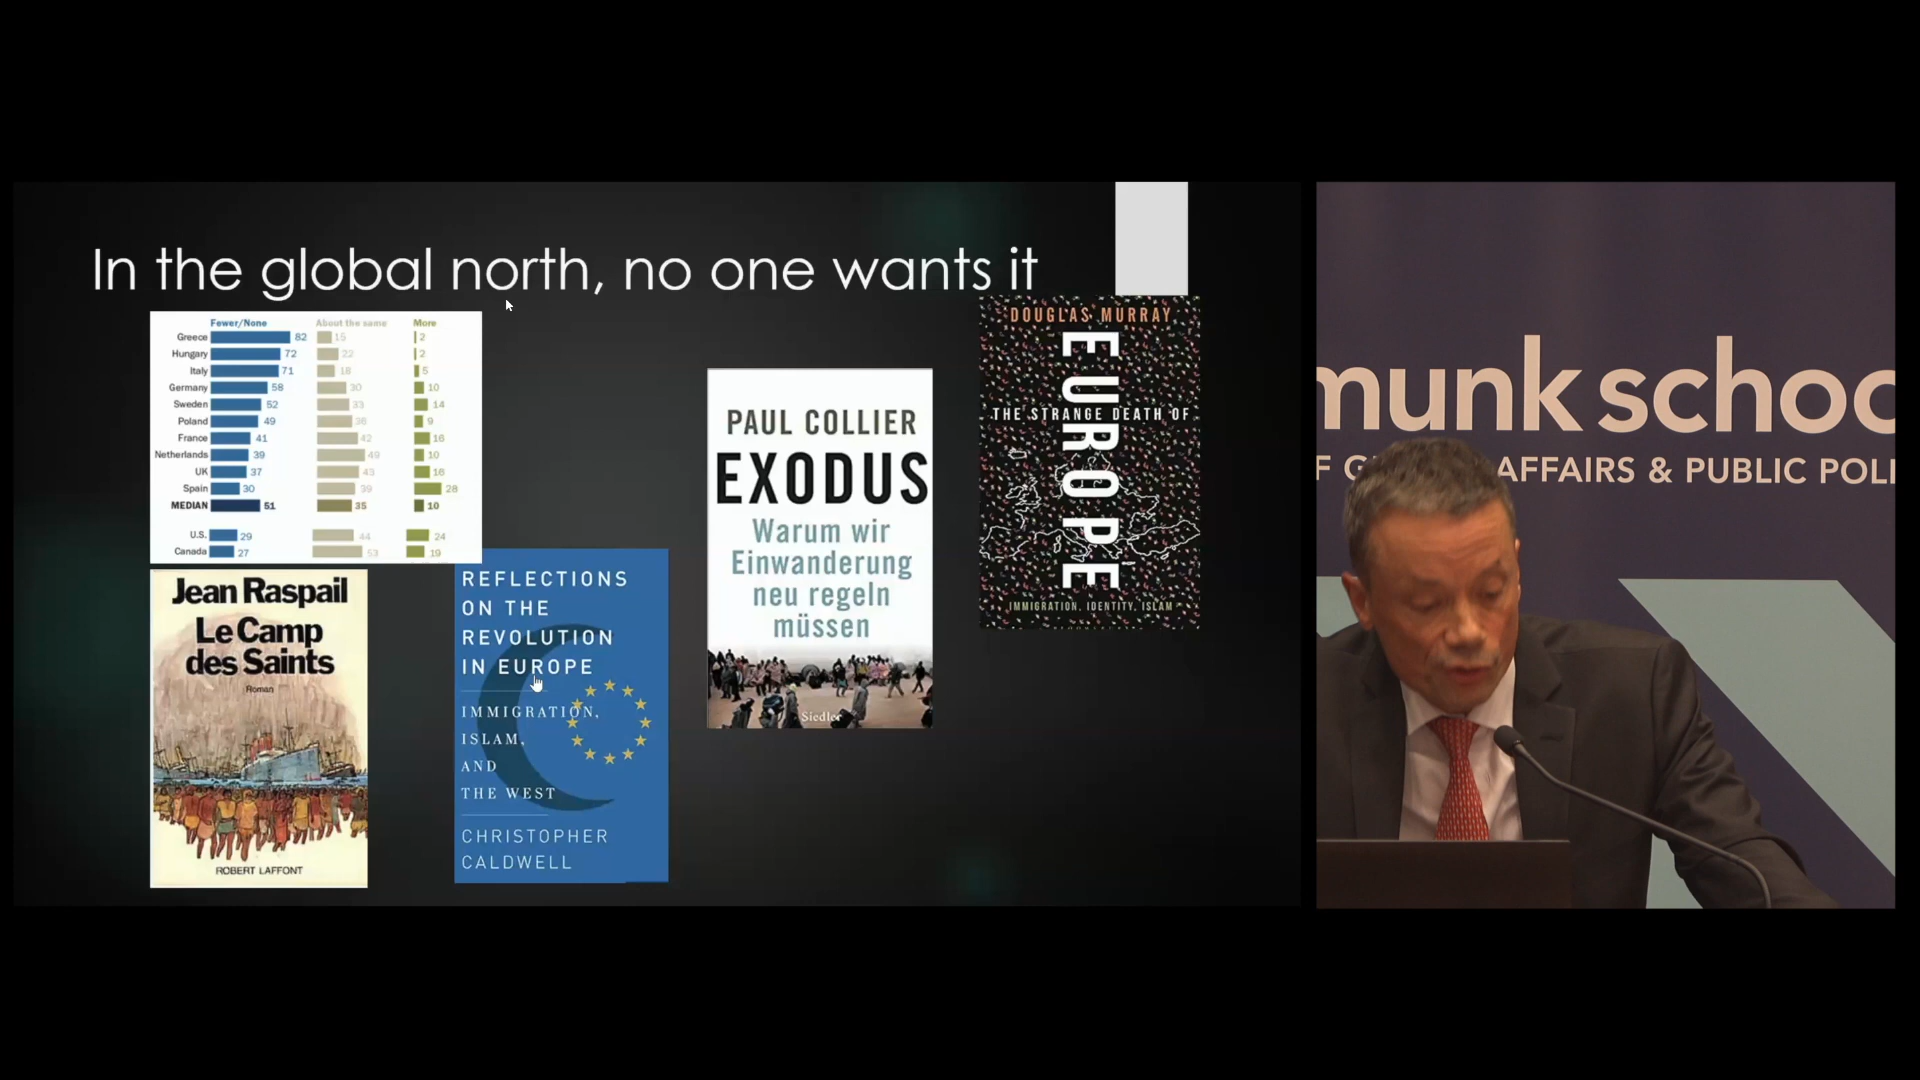 In the global north, no one wants it
Fewer/None About the same More
Greece 82 15 2
Hungary 72 22 2
Italy 71 18 5
Germany 58 30 10
Sweden 52 33 14
Poland 49 36 9
France 41 42 16
Netherlands 39 49 10
UK 37 43 16
Spain 30 39 28
MEDIAN 51 35 10
U.S. 29 44 24
Canada 27 53 19
Jean Raspail
Le Camp
des Saints
Roman
ROBERT LAFFONT
REFLECTIONS
ON THE
REVOLUTION
IN EUROPE
IMMIGRATION,
ISLAM,
AND
THE WEST
CHRISTOPHER
CALDWELL
PAUL COLLIER
EXODUS
Warum wir
Einwanderung
neu regeln
müssen
Siedler
DOUGLAS MURRAY
THE STRANGE DEATH OF
EUROPE
IMMIGRATION, IDENTITY, ISLAM
munk schoo
AFFAIRS & PUBLIC POLI